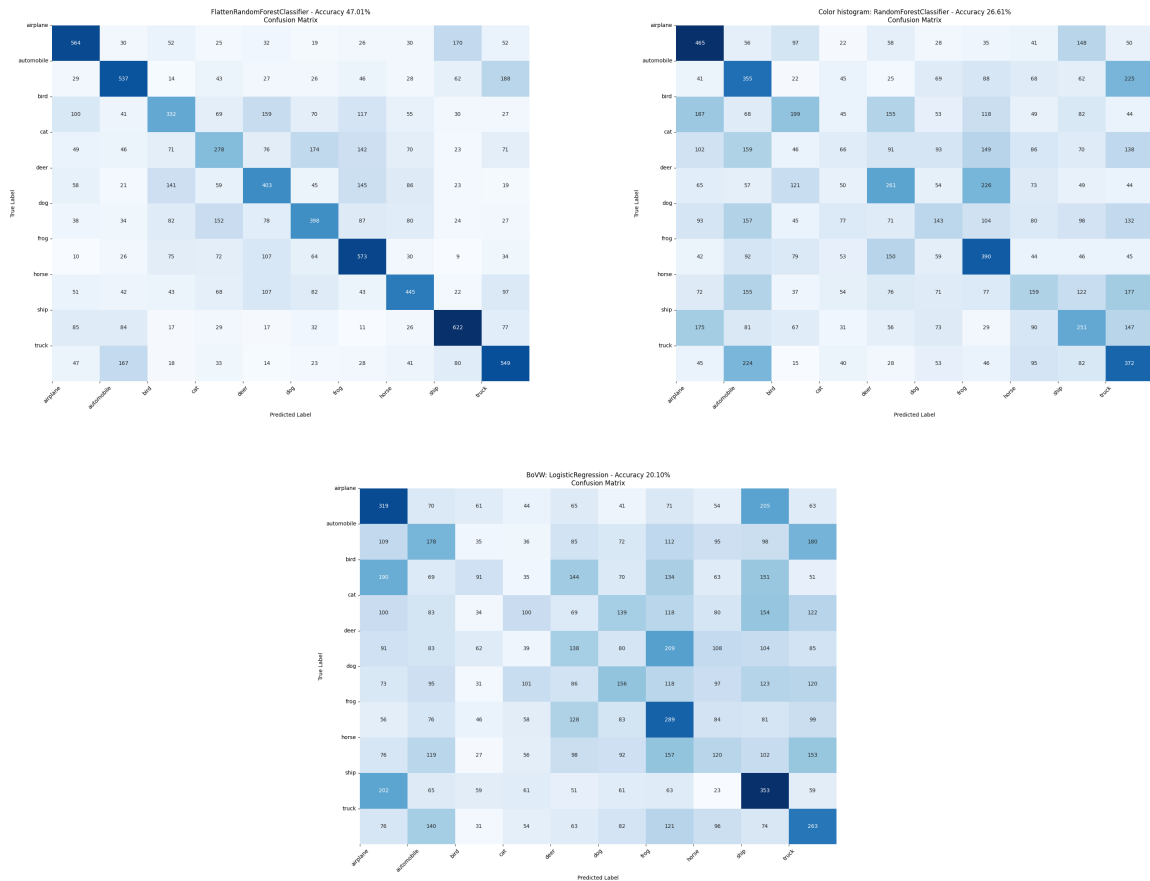 FlattenRandomForestClassifier - Accuracy 47.01%
Confusion Matrix
airplane 564 30 52 25 32 19 26 30 170 52
automobile 29 537 14 43 27 26 46 28 62 188
bird 100 41 332 69 159 70 117 55 30 27
cat 49 46 71 278 76 174 142 70 23 71
deer 58 21 141 59 403 45 145 86 23 19
dog 38 34 82 152 78 398 87 80 24 27
frog 10 26 75 72 107 64 573 30 9 34
horse 51 42 43 68 107 82 43 445 22 97
ship 85 84 17 29 17 32 11 26 622 77
truck 47 167 18 33 14 23 28 41 80 549
True Label
airplane automobile bird cat deer dog frog horse ship truck
Predicted Label
Color histogram: RandomForestClassifier - Accuracy 26.61%
Confusion Matrix
airplane 465 56 97 22 58 28 35 41 148 50
automobile 41 355 22 45 25 69 88 68 62 225
bird 187 68 199 45 155 53 118 49 82 44
cat 102 159 46 66 91 93 149 86 70 138
deer 65 57 121 50 261 54 226 73 49 44
dog 93 157 45 77 71 143 104 80 98 132
frog 42 92 79 53 150 59 390 44 46 45
horse 72 155 37 54 76 71 77 159 122 177
ship 175 81 67 31 56 73 29 90 251 147
truck 45 224 15 40 28 53 46 95 82 372
True Label
airplane automobile bird cat deer dog frog horse ship truck
Predicted Label
BoVW: LogisticRegression - Accuracy 20.10%
Confusion Matrix
airplane 319 70 61 44 65 41 71 54 205 63
automobile 109 178 35 36 85 72 112 95 98 180
bird 190 69 91 35 144 70 134 63 151 51
cat 100 83 34 100 69 139 118 80 154 122
deer 91 83 62 39 138 80 209 108 104 85
dog 73 95 31 101 86 156 118 97 123 120
frog 56 76 46 58 128 83 289 84 81 99
horse 76 119 27 56 98 92 157 120 102 153
ship 202 65 59 61 51 61 63 23 353 59
truck 76 140 31 54 63 82 121 96 74 263
True Label
airplane automobile bird cat deer dog frog horse ship truck
Predicted Label